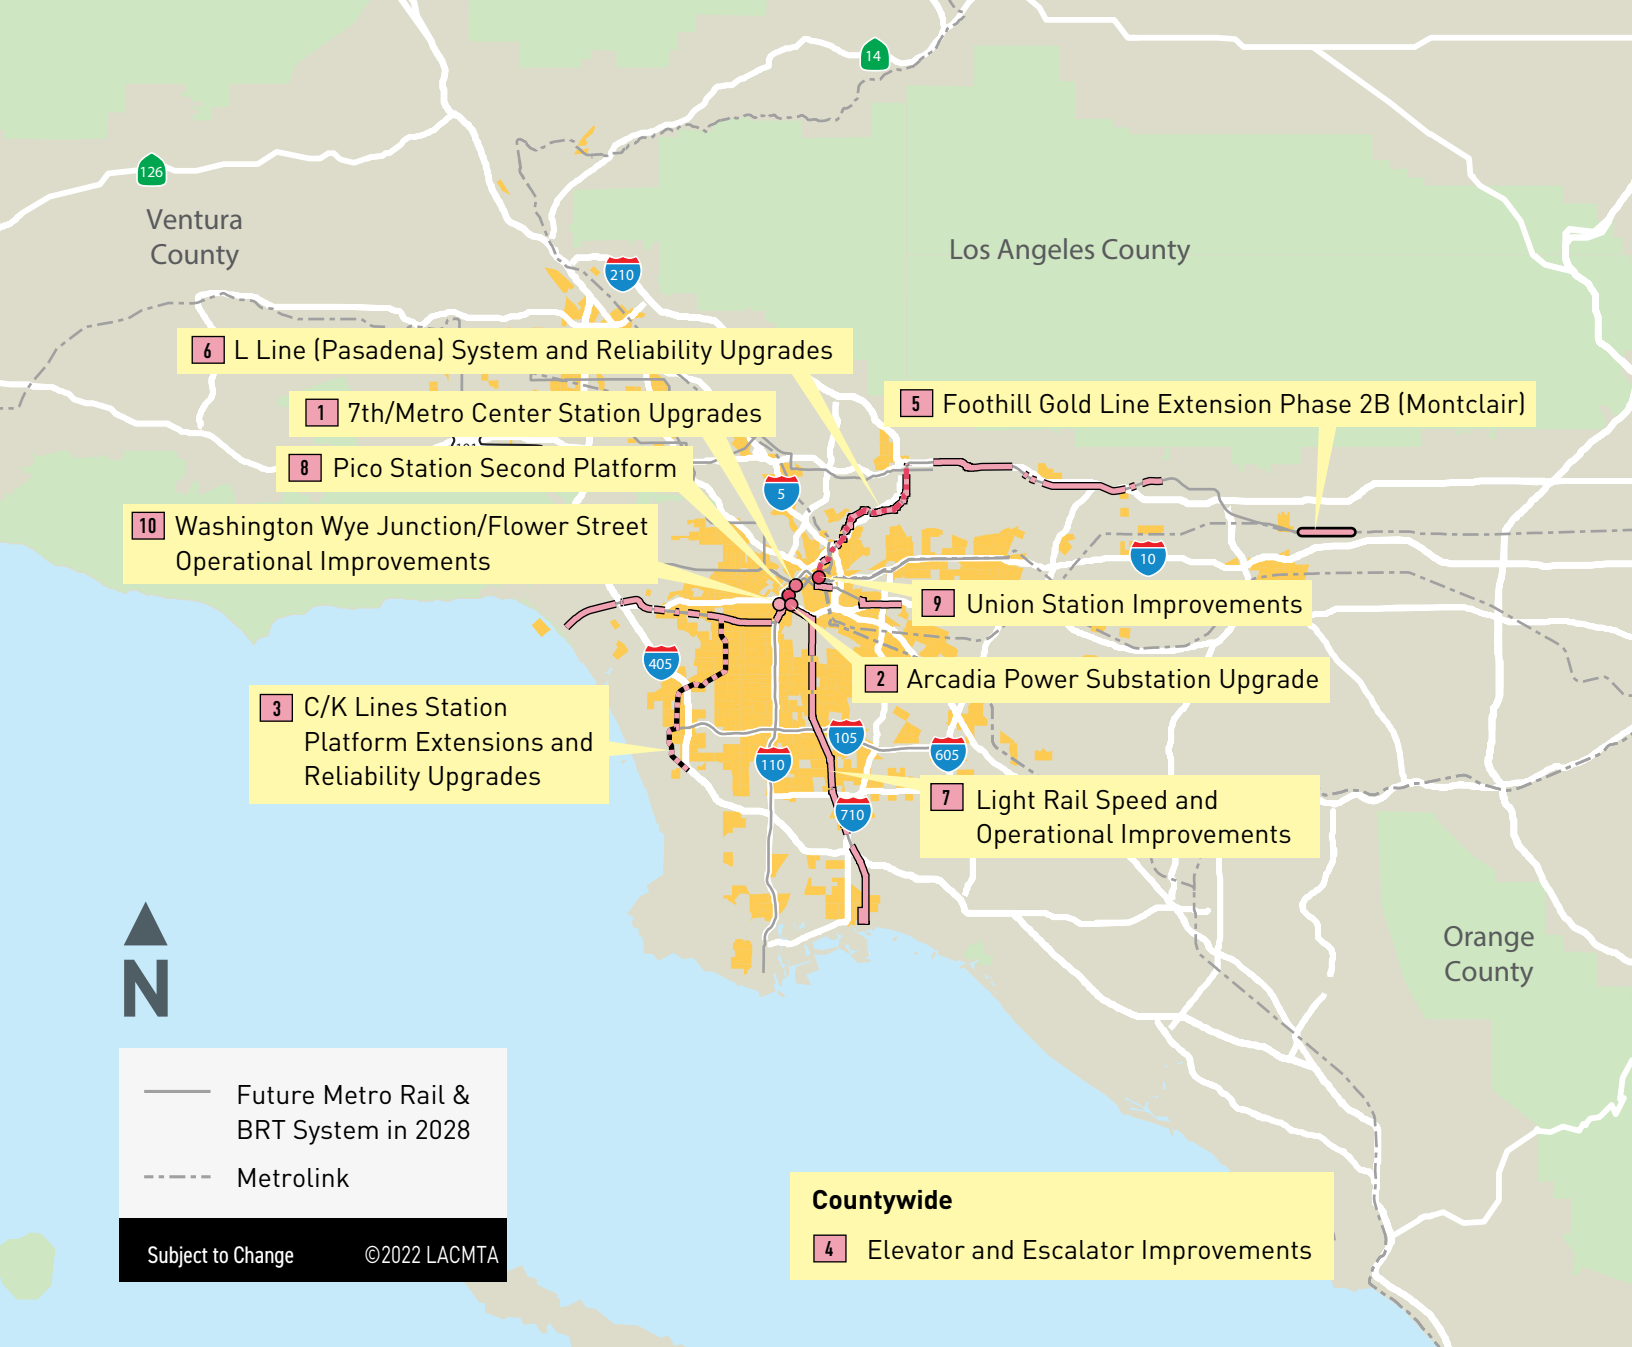 14
126
Ventura
County
Los Angeles County
210
6 L Line (Pasadena) System and Reliability Upgrades
5 Foothill Gold Line Extension Phase 2B (Montclair)
1 7th/Metro Center Station Upgrades
8 Pico Station Second Platform
5
10 Washington Wye Junction/Flower Street
Operational Improvements
10
9 Union Station Improvements
405
2 Arcadia Power Substation Upgrade
3 C/K Lines Station
Platform Extensions and
Reliability Upgrades
105
605
110
7 Light Rail Speed and
Operational Improvements
710
Orange
County
N
Future Metro Rail &
BRT System in 2028
Metrolink
Subject to Change ©2022 LACMTA
Countywide
4 Elevator and Escalator Improvements